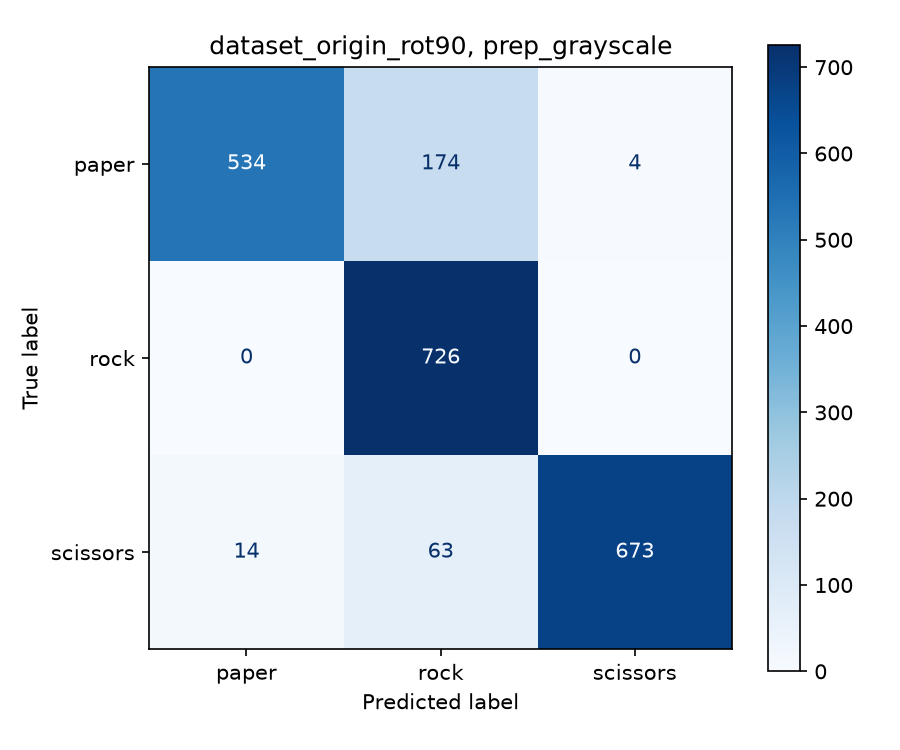 dataset_origin_rot90, prep_grayscale
paper 534 174 4
rock 0 726 0
scissors 14 63 673
paper rock scissors
Predicted label
True label
700
600
500
400
300
200
100
0